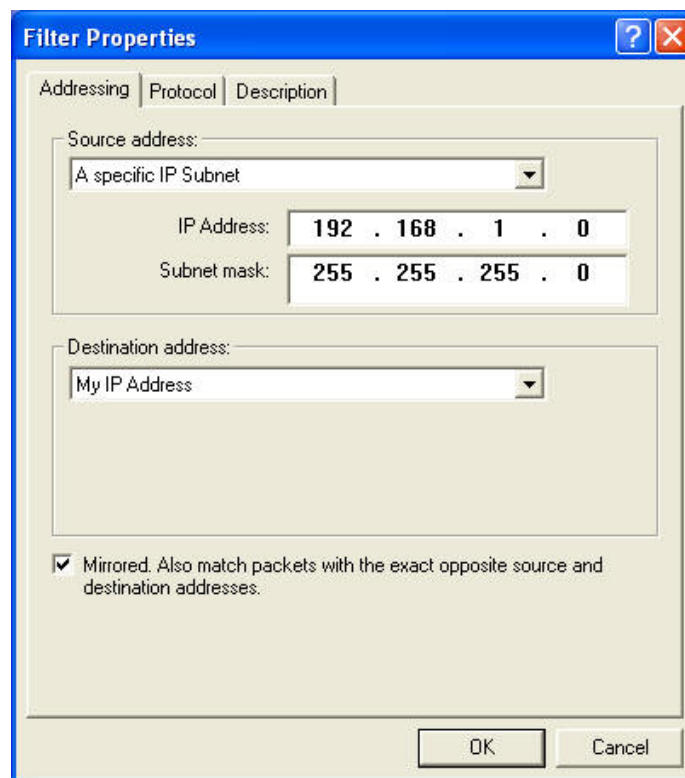 Filter Properties
Addressing Protocol Description
Source address:
A specific IP Subnet
IP Address: 192 . 168 . 1 . 0
Subnet mask: 255 . 255 . 255 . 0
Destination address:
My IP Address
Mirrored. Also match packets with the exact opposite source and
destination addresses.
OK Cancel